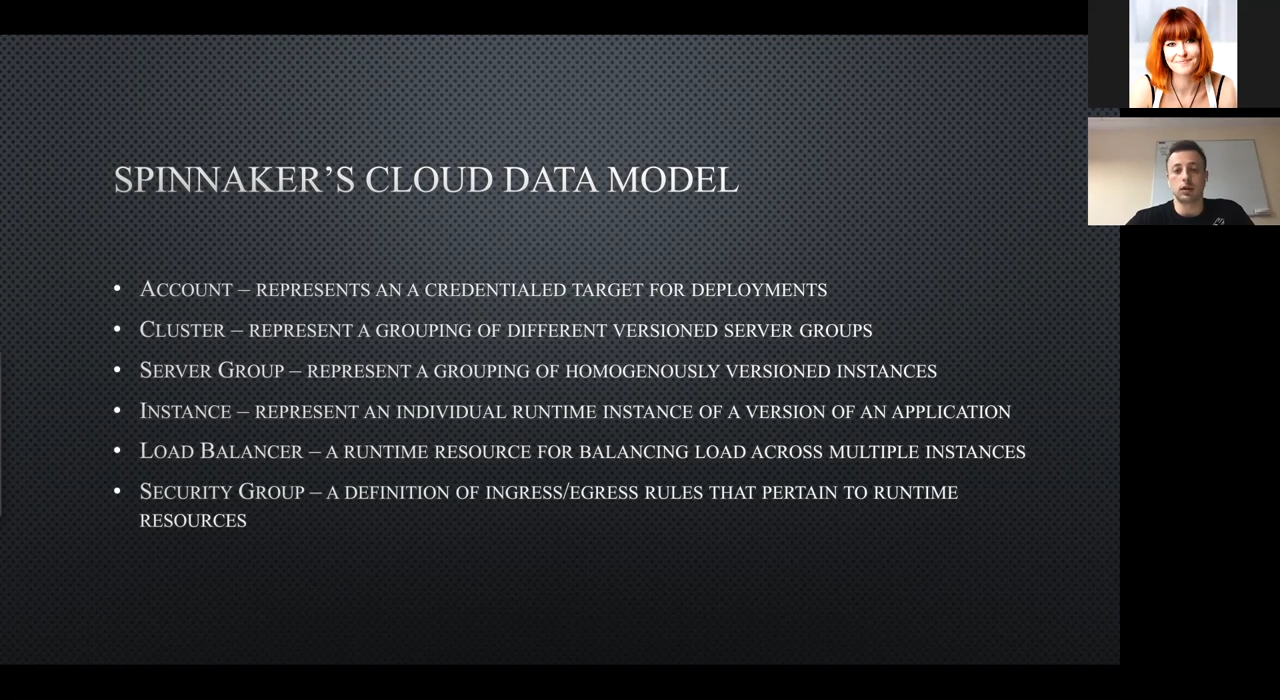 SPINNAKER'S CLOUD DATA MODEL
• ACCOUNT – REPRESENTS AN A CREDENTIALED TARGET FOR DEPLOYMENTS
• CLUSTER – REPRESENT A GROUPING OF DIFFERENT VERSIONED SERVER GROUPS
• SERVER GROUP – REPRESENT A GROUPING OF HOMOGENOUSLY VERSIONED INSTANCES
• INSTANCE – REPRESENT AN INDIVIDUAL RUNTIME INSTANCE OF A VERSION OF AN APPLICATION
• LOAD BALANCER – A RUNTIME RESOURCE FOR BALANCING LOAD ACROSS MULTIPLE INSTANCES
• SECURITY GROUP – A DEFINITION OF INGRESS/EGRESS RULES THAT PERTAIN TO RUNTIME
RESOURCES